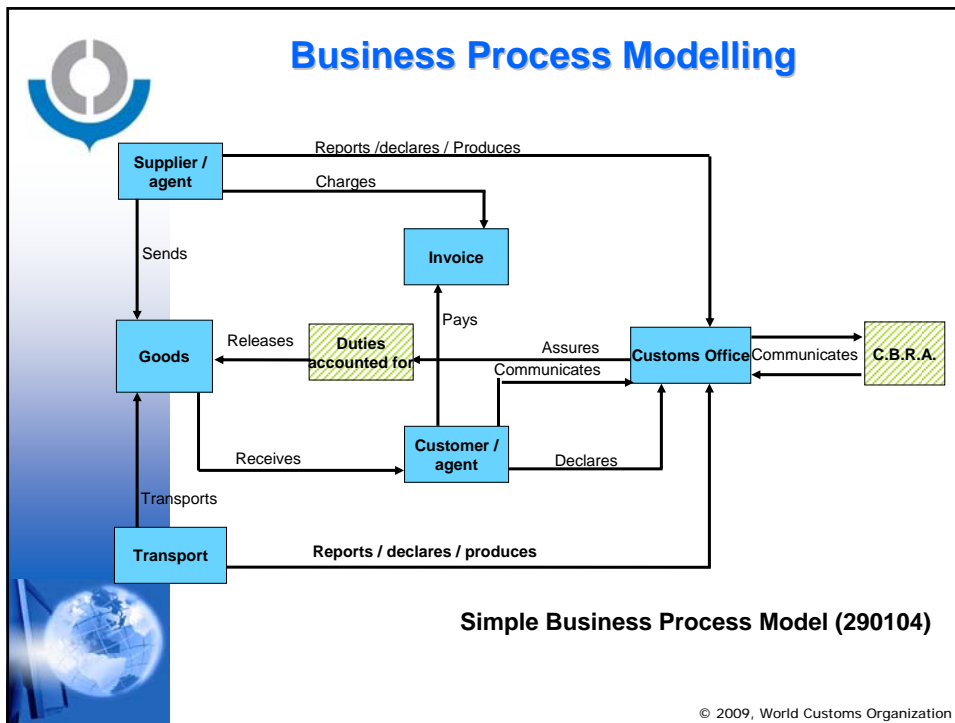 Business Process Modelling
Reports /declares / Produces
Supplier /
agent
Charges
Sends
Invoice
Pays
Releases
Duties
accounted for
Goods
Assures
Customs Office
Communicates
C.B.R.A.
Communicates
Customer /
agent
Receives
Declares
Transports
Transport
Reports / declares / produces
Simple Business Process Model (290104)
© 2009, World Customs Organization